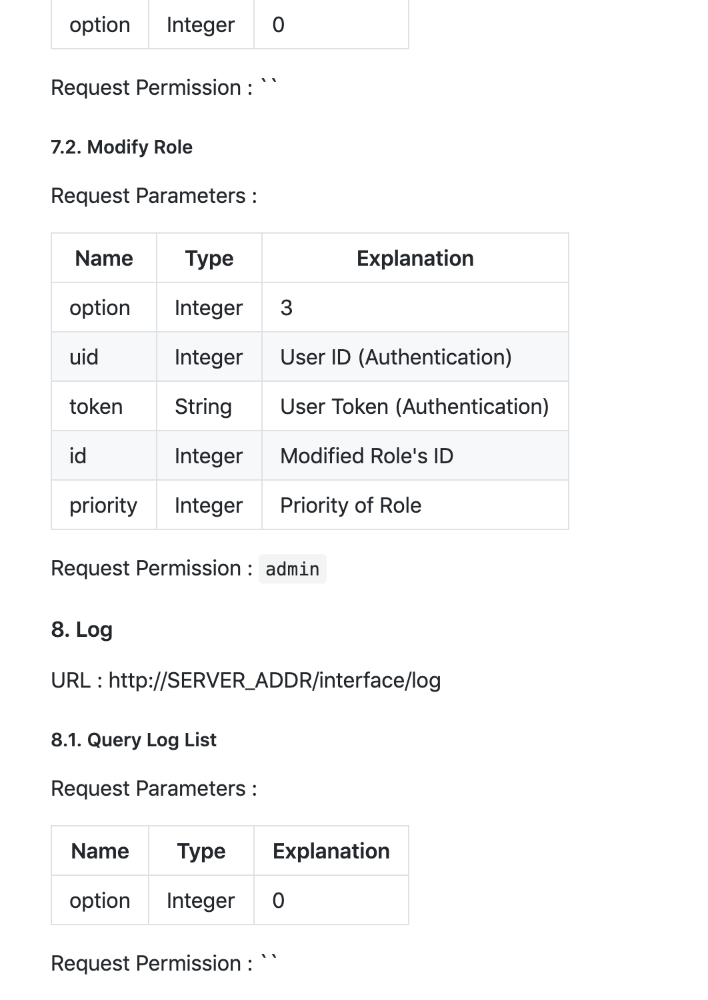 option Integer 0
Request Permission : ``
7.2. Modify Role
Request Parameters :
Name Type Explanation
option Integer 3
uid Integer User ID (Authentication)
token String User Token (Authentication)
id Integer Modified Role's ID
priority Integer Priority of Role
Request Permission : admin
8. Log
URL : http://SERVER_ADDR/interface/log
8.1. Query Log List
Request Parameters :
Name Type Explanation
option Integer 0
Request Permission : ``